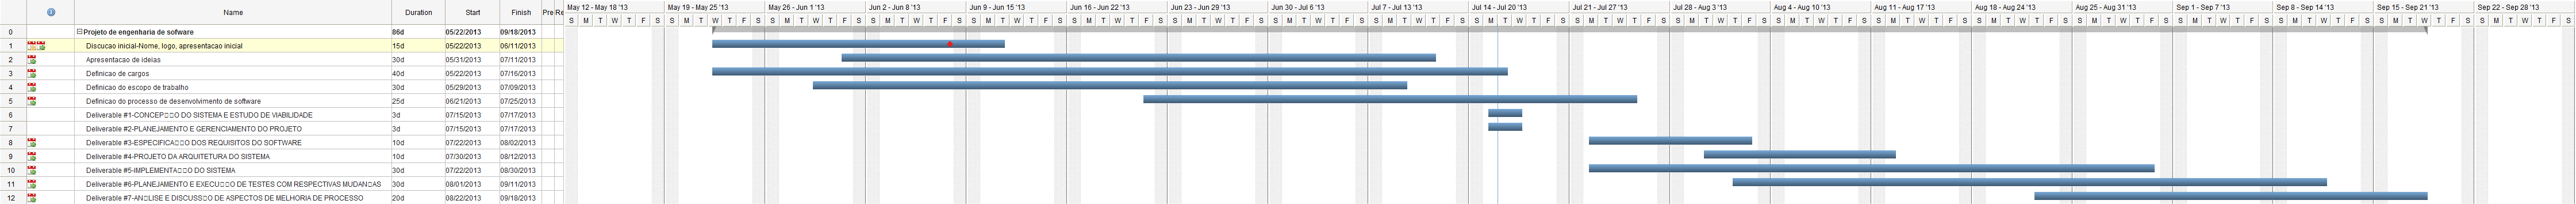 Name Duration Start Finish Pre Re May 12 - May 18 '13 May 19 - May 25 '13 May 26 - Jun 1 '13 Jun 2 - Jun 8 '13 Jun 9 - Jun 15 '13 Jun 16 - Jun 22 '13 Jun 23 - Jun 29 '13 Jun 30 - Jul 6 '13 Jul 7 - Jul 13 '13 Jul 14 - Jul 20 '13 Jul 21 - Jul 27 '13 Jul 28 - Aug 3 '13 Aug 4 - Aug 10 '13 Aug 11 - Aug 17 '13 Aug 18 - Aug 24 '13 Aug 25 - Aug 31 '13 Sep 1 - Sep 7 '13 Sep 8 - Sep 14 '13 Sep 15 - Sep 21 '13 Sep 22 - Sep 28 '13
S M T W T F S S M T W T F S S M T W T F S S M T W T F S S M T W T F S S M T W T F S S M T W T F S S M T W T F S S M T W T F S S M T W T F S S M T W T F S S M T W T F S S M T W T F S S M T W T F S S M T W T F S S M T W T F S S M T W T F S S M T W T F S S M T W T F S S M T W T F S S M T W T F S
0 Projeto de engenharia de sofware 86d 05/22/2013 09/18/2013
1 Discucao inicial-Nome, logo, apresentacao inicial 15d 05/22/2013 06/11/2013
2 Apresentacao de ideias 30d 05/31/2013 07/11/2013
3 Definicao de cargos 40d 05/22/2013 07/16/2013
4 Definicao do escopo de trabalho 30d 05/29/2013 07/09/2013
5 Definicao do processo de desenvolvimento de software 25d 06/21/2013 07/25/2013
6 Deliverable #1-CONCEP□□O DO SISTEMA E ESTUDO DE VIABILIDADE 3d 07/15/2013 07/17/2013
7 Deliverable #2-PLANEJAMENTO E GERENCIAMENTO DO PROJETO 3d 07/15/2013 07/17/2013
8 Deliverable #3-ESPECIFICA□□O DOS REQUISITOS DO SOFTWARE 10d 07/22/2013 08/02/2013
9 Deliverable #4-PROJETO DA ARQUITETURA DO SISTEMA 10d 07/30/2013 08/12/2013
10 Deliverable #5-IMPLEMENTA□□O DO SISTEMA 30d 07/22/2013 08/30/2013
11 Deliverable #6-PLANEJAMENTO E EXECU□□O DE TESTES COM RESPECTIVAS MUDAN□AS 30d 08/01/2013 09/11/2013
12 Deliverable #7-AN□LISE E DISCUSS□O DE ASPECTOS DE MELHORIA DE PROCESSO 20d 08/22/2013 09/18/2013